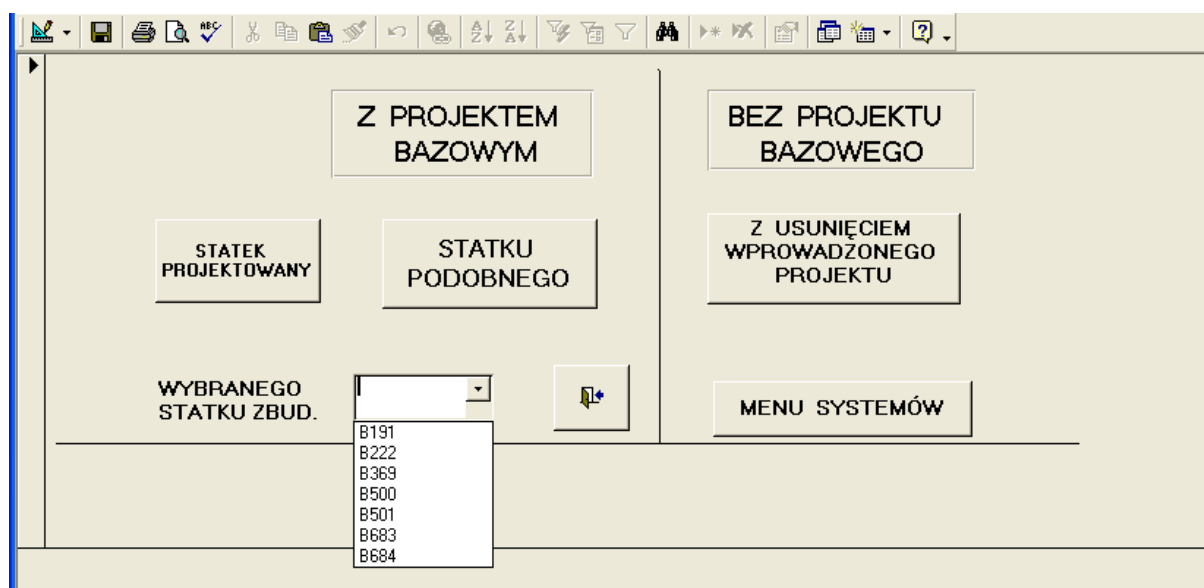 Z PROJEKTEM
BAZOWYM
BEZ PROJEKTU
BAZOWEGO
STATEK
PROJEKTOWANY
STATKU
PODOBNEGO
Z USUNIĘCIEM
WPROWADZONEGO
PROJEKTU
WYBRANEGO
STATKU ZBUD.
MENU SYSTEMÓW
B191
B222
B369
B500
B501
B683
B684